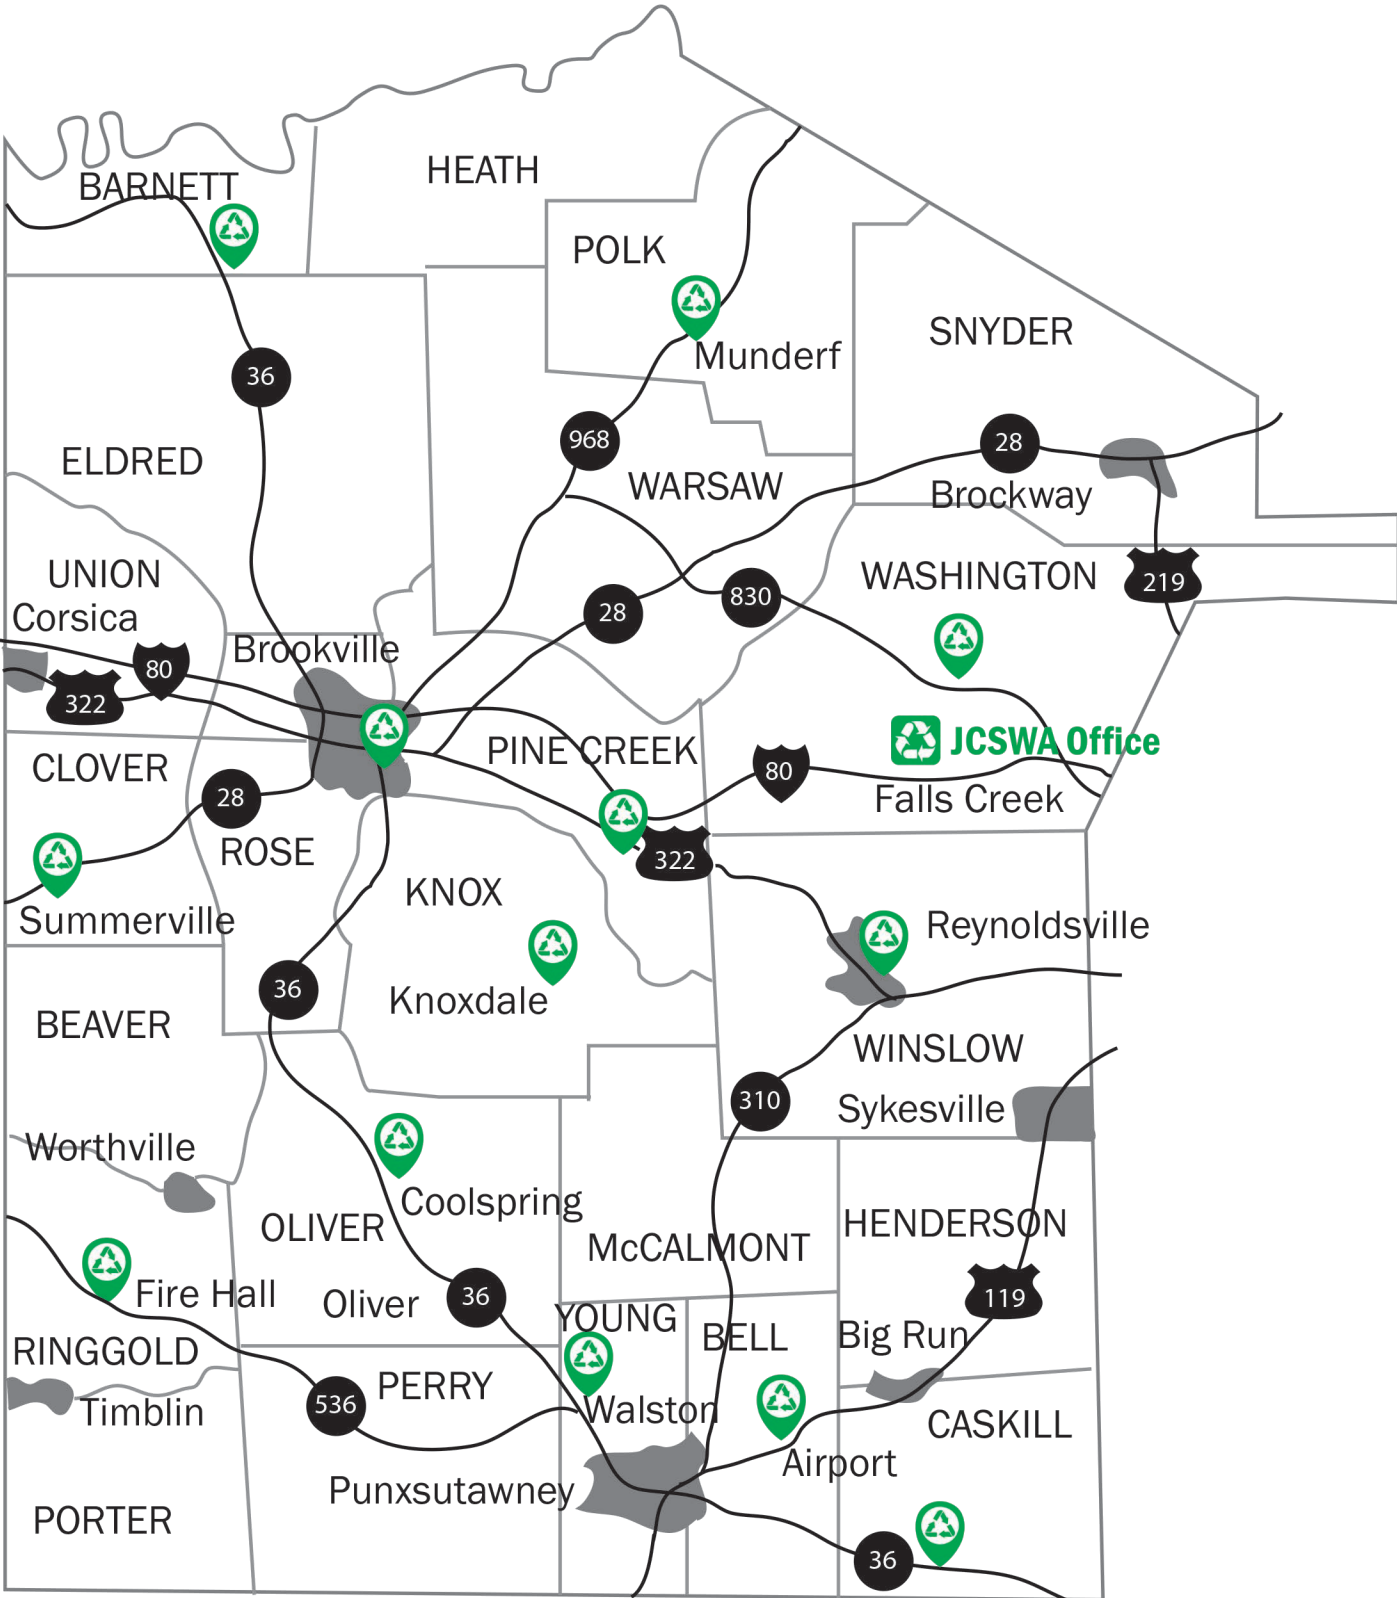 HEATH
BARNETT
POLK
SNYDER
Munderf
36
968
28
ELDRED
WARSAW
Brockway
UNION
WASHINGTON
219
830
28
Corsica
Brookville
80
322
JCSWA Office
PINE CREEK
CLOVER
80
28
Falls Creek
ROSE
322
KNOX
Summerville
Reynoldsville
36
Knoxdale
BEAVER
WINSLOW
310
Sykesville
Worthville
Coolspring
OLIVER
HENDERSON
McCALMONT
Fire Hall
Oliver
36
119
YOUNG
BELL
Big Run
RINGGOLD
PERRY
536
Timblin
Walston
CASKILL
Airport
Punxsutawney
PORTER
36